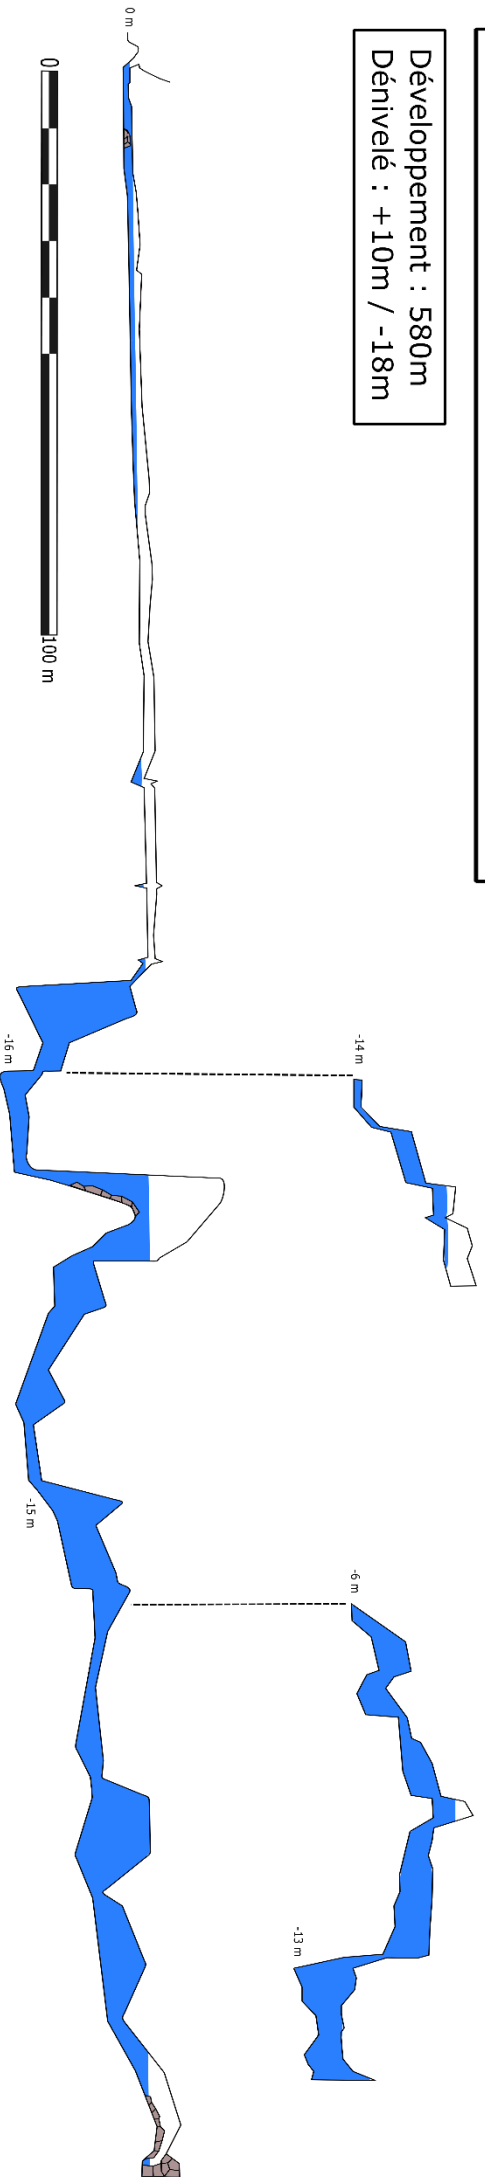 Développement : 580m
Dénivelé : +10m / -18m
0 m
0
100 m
-16 m
-14 m
-15 m
-6 m
-13 m